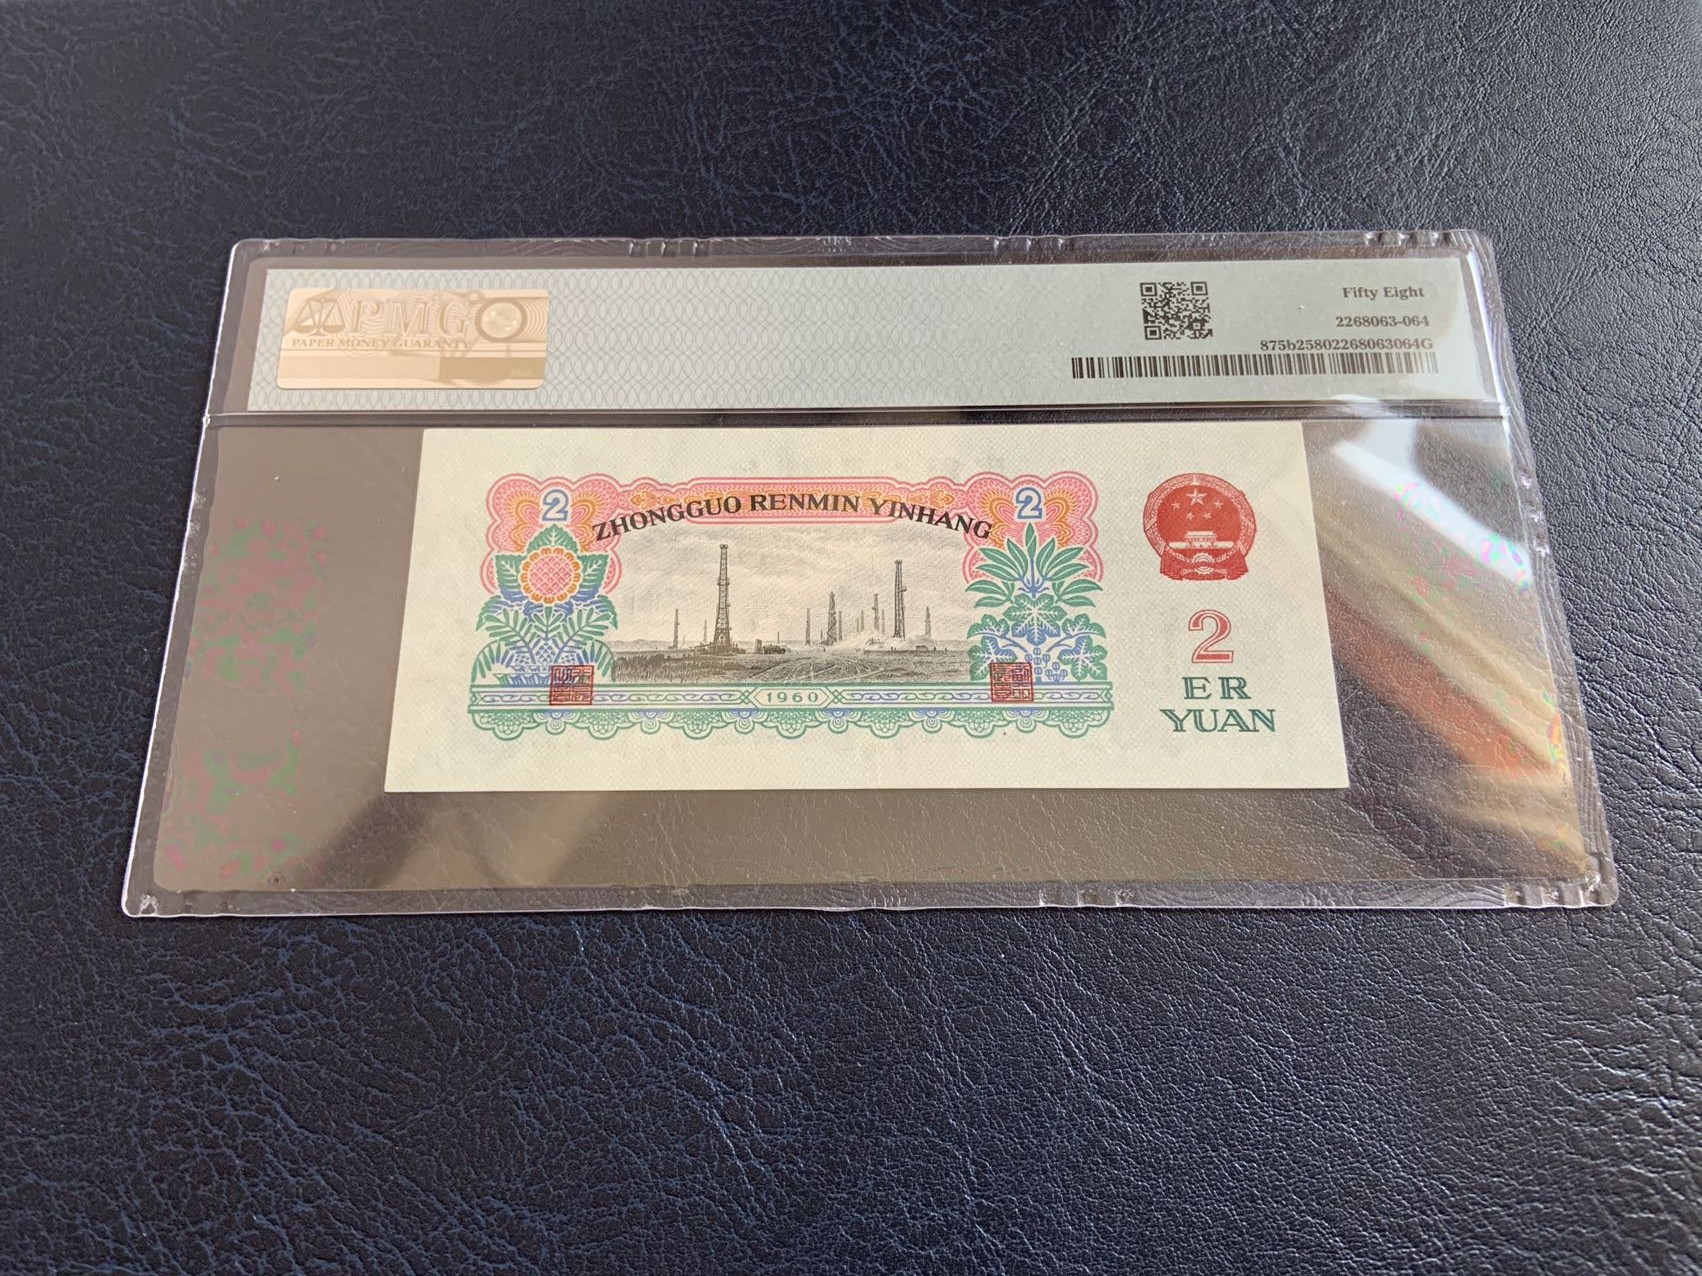 PMG
PAPER MONEY GUARANTY
Fifty Eight
2268063-064
875b25802268063064G
2
2
ZHONGGUO RENMIN YINHANG
1960
2
ER
YUAN